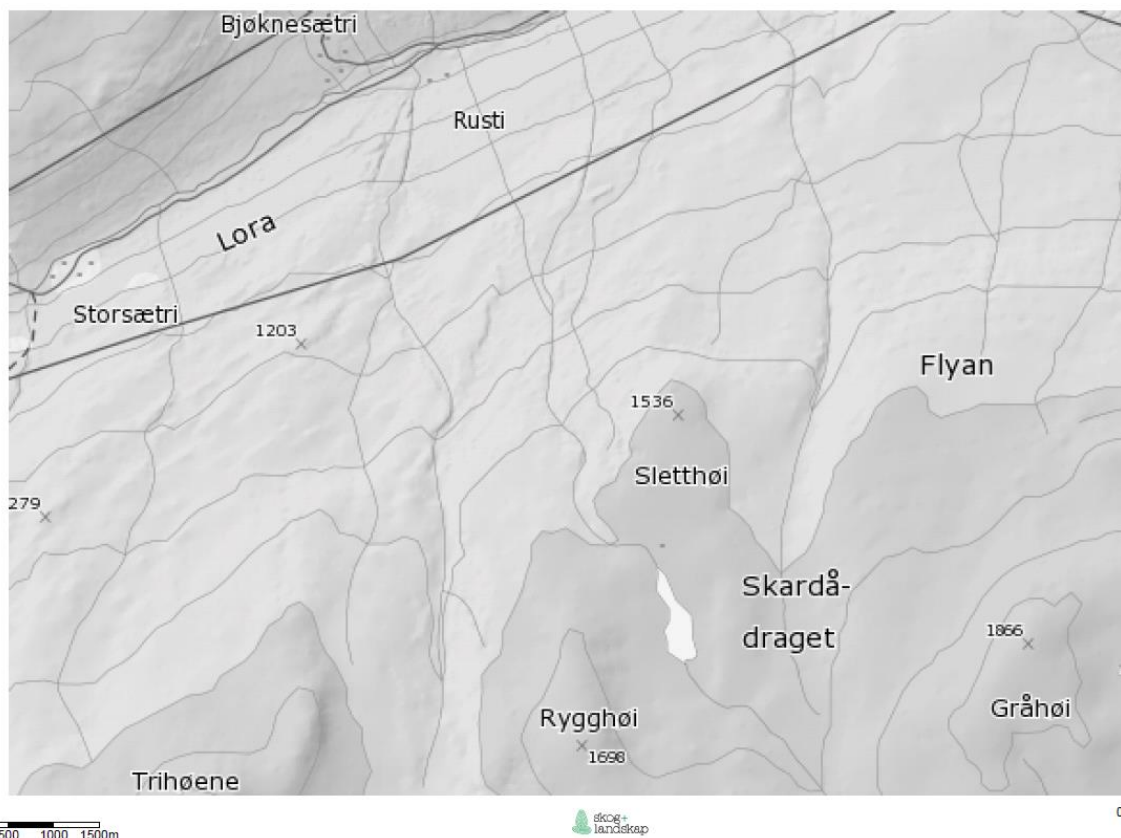 Bjøknesætri
Rusti
Lora
Storsætri
1203
Flyan
1536
Sletthøi
279
Skardå-
draget
1866
Gråhøi
Rygghøi
1698
Trihøene
500 1000 1500m
skog+
landskap